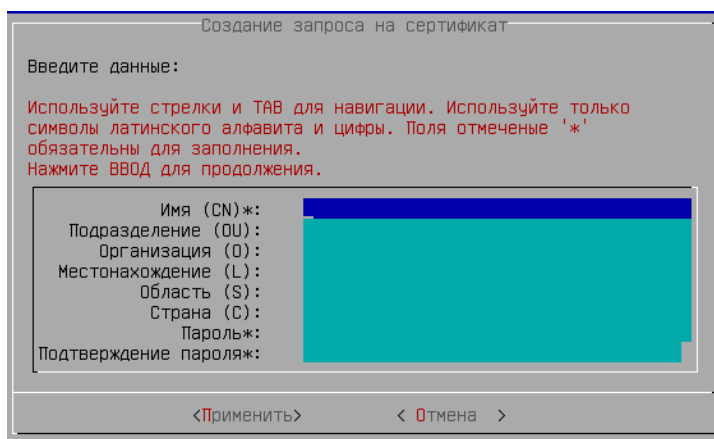 Создание запроса на сертификат
Введите данные:
Используйте стрелки и TAB для навигации. Используйте только
символы латинского алфавита и цифры. Поля отмеченые '*'
обязательны для заполнения.
Нажмите ВВОД для продолжения.
Имя (CN)*:
Подразделение (OU):
Организация (O):
Местонахождение (L):
Область (S):
Страна (C):
Пароль*:
Подтверждение пароля*:
<Применить> < Отмена >